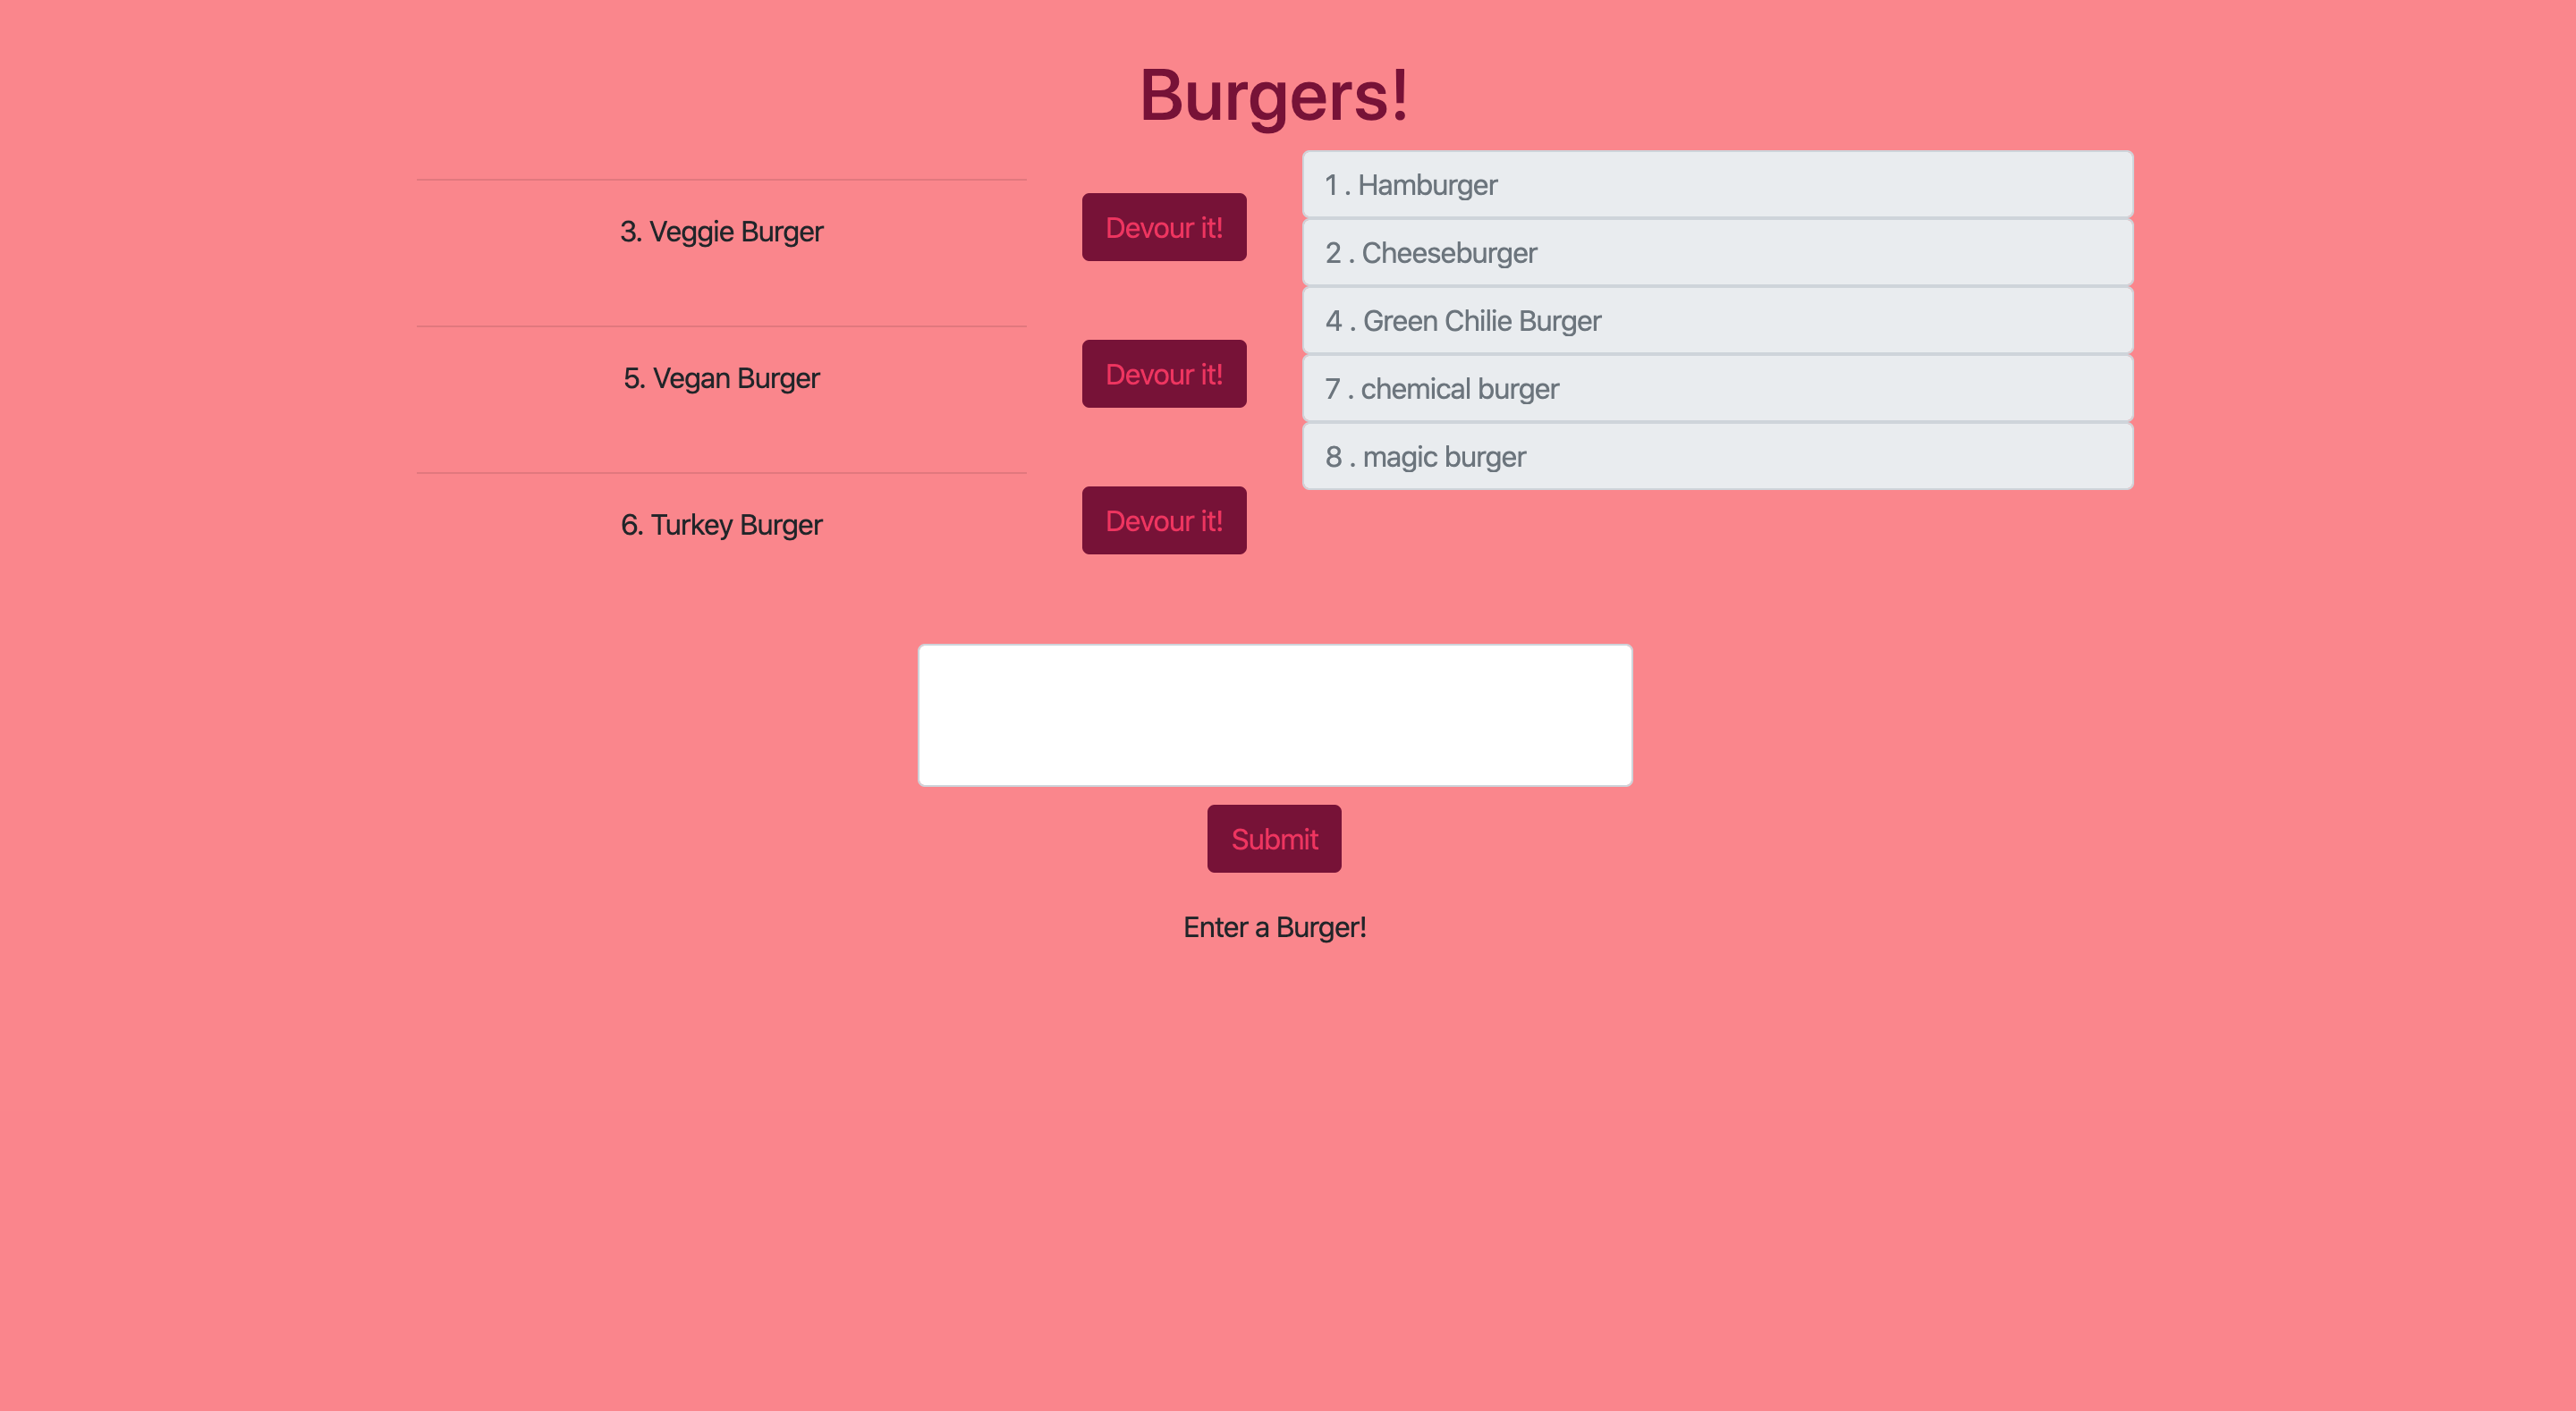 Burgers!
3. Veggie Burger
Devour it!
5. Vegan Burger
Devour it!
6. Turkey Burger
Devour it!
1 . Hamburger
2 . Cheeseburger
4 . Green Chilie Burger
7 . chemical burger
8 . magic burger
Submit
Enter a Burger!